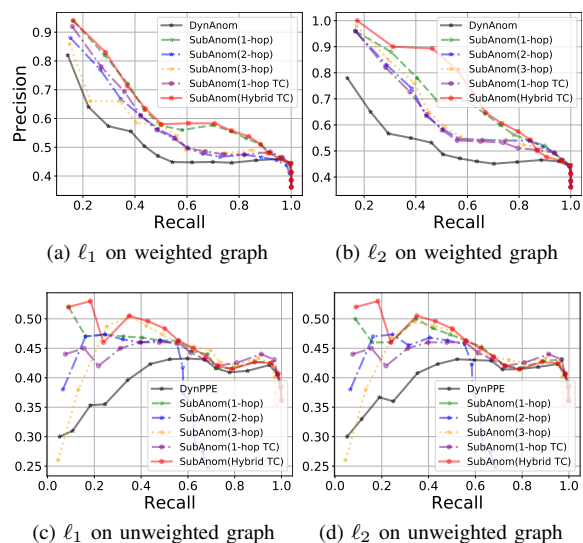 0.9
0.8
0.7
0.6
0.5
0.4
Precision
0.2 0.4 0.6 0.8 1.0
Recall
DynAnom
SubAnom(1-hop)
SubAnom(2-hop)
SubAnom(3-hop)
SubAnom(1-hop TC)
SubAnom(Hybrid TC)
(a) ℓ1 on weighted graph
1.0
0.9
0.8
0.7
0.6
0.5
0.4
0.2 0.4 0.6 0.8 1.0
Recall
DynAnom
SubAnom(1-hop)
SubAnom(2-hop)
SubAnom(3-hop)
SubAnom(1-hop TC)
SubAnom(Hybrid TC)
(b) ℓ2 on weighted graph
0.50
0.45
0.40
0.35
0.30
0.25
0.0 0.2 0.4 0.6 0.8 1.0
Recall
DynPPE
SubAnom(1-hop)
SubAnom(2-hop)
SubAnom(3-hop)
SubAnom(1-hop TC)
SubAnom(Hybrid TC)
(c) ℓ1 on unweighted graph
0.50
0.45
0.40
0.35
0.30
0.25
0.0 0.2 0.4 0.6 0.8 1.0
Recall
DynPPE
SubAnom(1-hop)
SubAnom(2-hop)
SubAnom(3-hop)
SubAnom(1-hop TC)
SubAnom(Hybrid TC)
(d) ℓ2 on unweighted graph